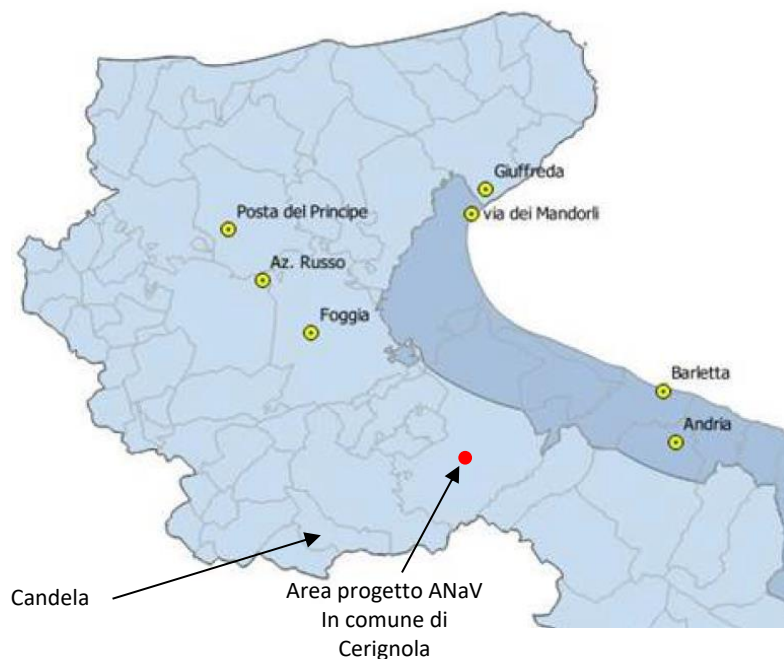 Giuffreda
via dei Mandorli
Posta del Principe
Az. Russo
Foggia
Barletta
Andria
Candela
Area progetto ANaV
In comune di
Cerignola